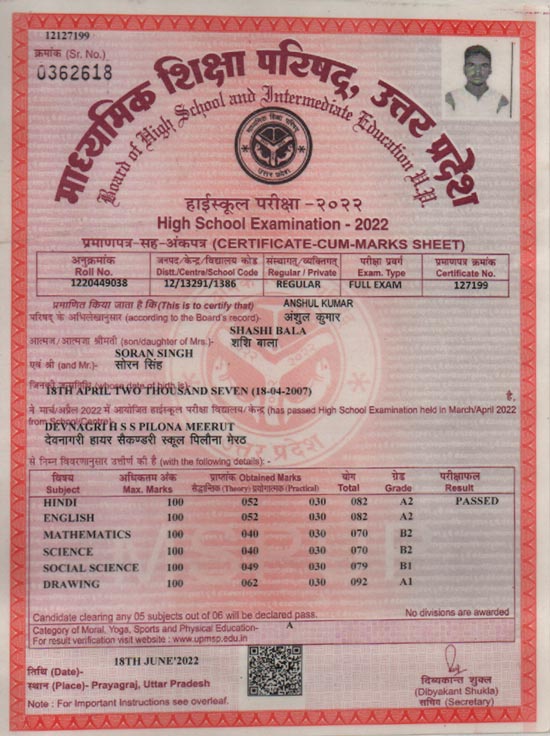 12127199
क्रमांक (Sr. No.)
0362618
माध्यमिक शिक्षा परिषद्, उत्तर प्रदेश
Board of High School and Intermediate Education U.P.
हाईस्कूल परीक्षा -२०२२
High School Examination - 2022
प्रमाणपत्र-सह-अंकपत्र (CERTIFICATE-CUM-MARKS SHEET)
अनुक्रमांक जनपद/केन्द्र/विद्यालय कोड संस्थागत्/व्यक्तिगत् परीक्षा प्रवर्ग प्रमाणपत्र क्रमांक
Roll No. Distt./Centre/School Code Regular / Private Exam. Type Certificate No.
1220449038 12/13291/1386 REGULAR FULL EXAM 127199
प्रमाणित किया जाता है कि (This is to certify that) ANSHUL KUMAR
परिषद् के अभिलेखानुसार (according to the Board's record)- अंशुल कुमार
SHASHI BALA
आत्मज/आत्मजा श्रीमती (son/daughter of Mrs.)- शशि बाला
SORAN SINGH
एवं श्री (and Mr.)- सोरन सिंह
जिनकी जन्मतिथि (whose date of birth is)-
18TH APRIL TWO THOUSAND SEVEN (18-04-2007) है,
ने मार्च/अप्रैल 2022 में आयोजित हाईस्कूल परीक्षा विद्यालय/केन्द्र (has passed High School Examination held in March/April 2022
from School/Centre)
DEVNAGRI H S S PILONA MEERUT
देवनागरी हायर सैकण्डरी स्कूल पिलौना मेरठ
से निम्न विवरणानुसार उत्तीर्ण की है (with the following details): -
विषय अधिकतम अंक प्राप्तांक Obtained Marks योग ग्रेड परीक्षाफल
Subject Max. Marks सैद्धान्तिक (Theory) प्रयोगात्मक (Practical) Total Grade Result
HINDI 100 052 030 082 A2 PASSED
ENGLISH 100 052 030 082 A2
MATHEMATICS 100 040 030 070 B2
SCIENCE 100 040 030 070 B2
SOCIAL SCIENCE 100 049 030 079 B1
DRAWING 100 062 030 092 A1
Candidate clearing any 05 subjects out of 06 will be declared pass. No divisions are awarded
Category of Moral, Yoga, Sports and Physical Education- A
For result verification visit website : www.upmsp.edu.in
18TH JUNE'2022
तिथि (Date)-
स्थान (Place)- Prayagraj, Uttar Pradesh
Note : For Important Instructions see overleaf.
दिव्यकान्त शुक्ल
(Dibyakant Shukla)
सचिव (Secretary)